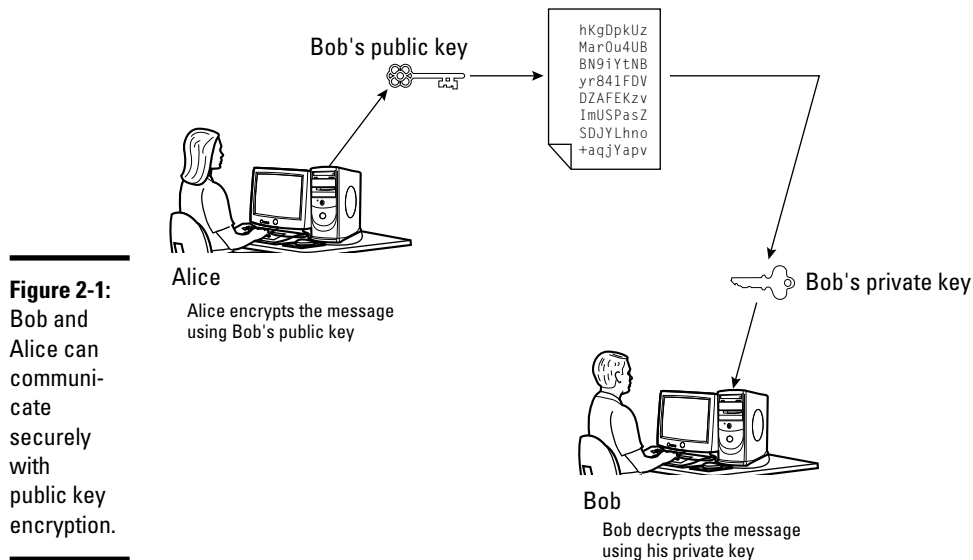 Bob's public key
hKgDpkUz
MarOu4UB
BN9iYtNB
yr841FDV
DZAFEKzv
ImUSPasZ
SDJYLhno
+aqjYapv
Alice
Alice encrypts the message
using Bob's public key
Bob's private key
Bob
Bob decrypts the message
using his private key
Figure 2-1:
Bob and
Alice can
communi-
cate
securely
with
public key
encryption.